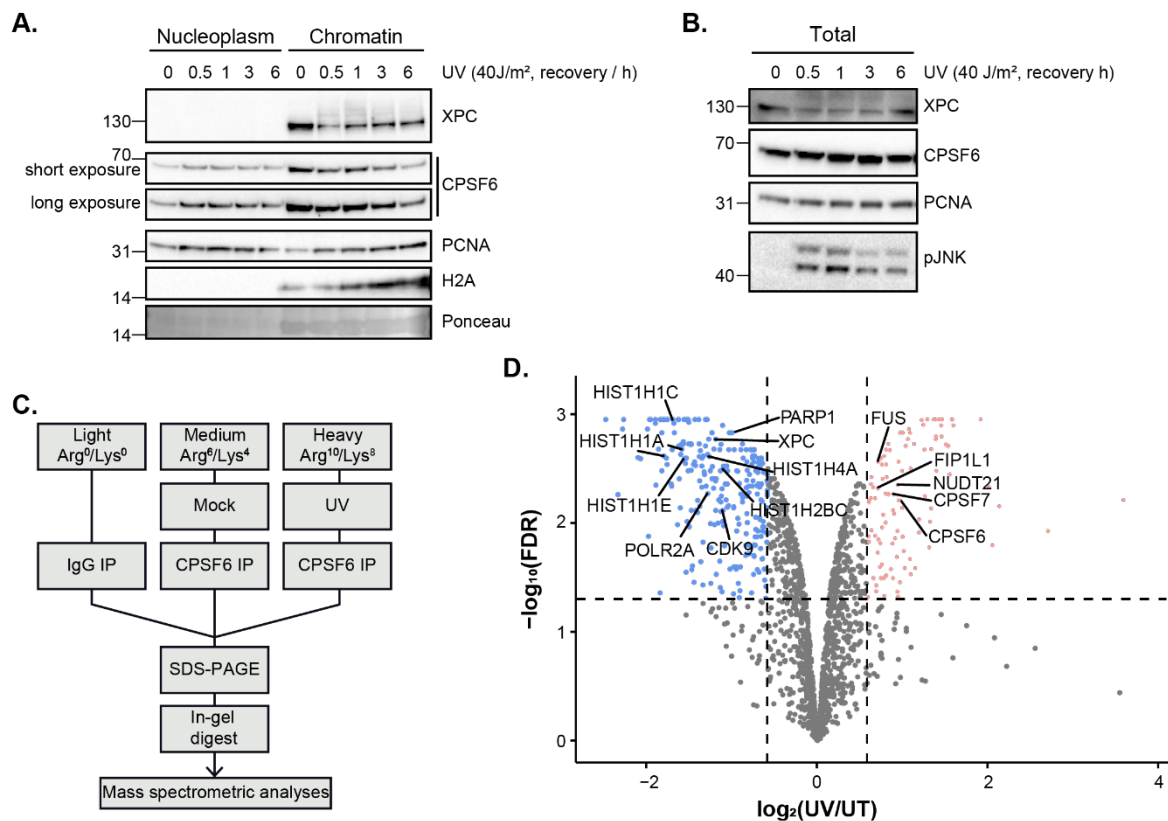 A.
Nucleoplasm Chromatin
0 0.5 1 3 6 0 0.5 1 3 6 UV (40J/m², recovery / h)
130 XPC
70
short exposure
CPSF6
long exposure
31 PCNA
H2A
14
14 Ponceau
B.
Total
0 0.5 1 3 6 UV (40 J/m², recovery h)
130 XPC
70
CPSF6
31 PCNA
pJNK
40
C.
Light Arg⁰/Lys⁰
Medium Arg⁶/Lys⁴
Heavy Arg¹⁰/Lys⁸
Mock
UV
IgG IP
CPSF6 IP
CPSF6 IP
SDS-PAGE
In-gel
digest
Mass spectrometric analyses
D.
HIST1H1C
PARP1
FUS
HIST1H1A
XPC
FIP1L1
HIST1H4A
NUDT21
HIST1H1E
HIST1H2BC
CPSF7
POLR2A
CDK9
CPSF6
−log₁₀(FDR)
3
2
1
0
−2 0 2 4
log₂(UV/UT)